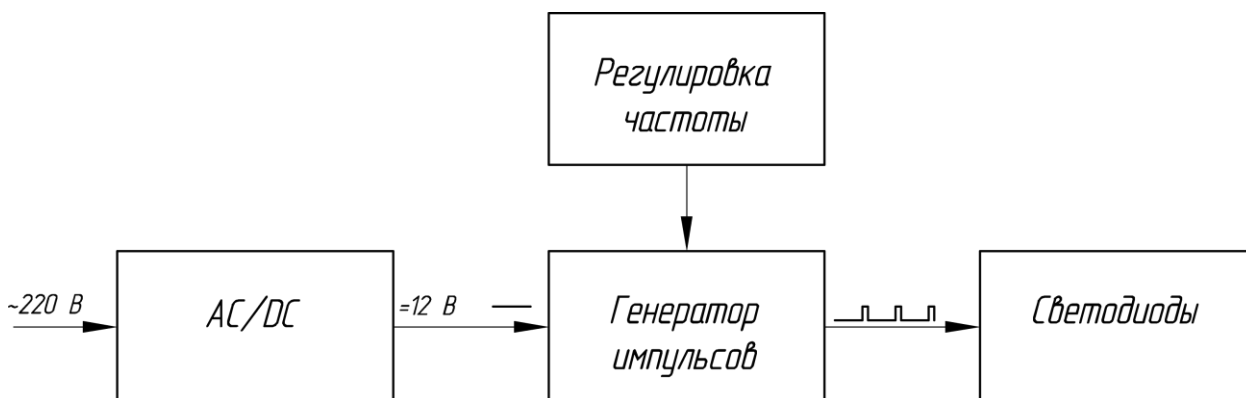 Регулировка
частоты
~220 В
AC/DC
=12 В
Генератор
импульсов
Светодиоды